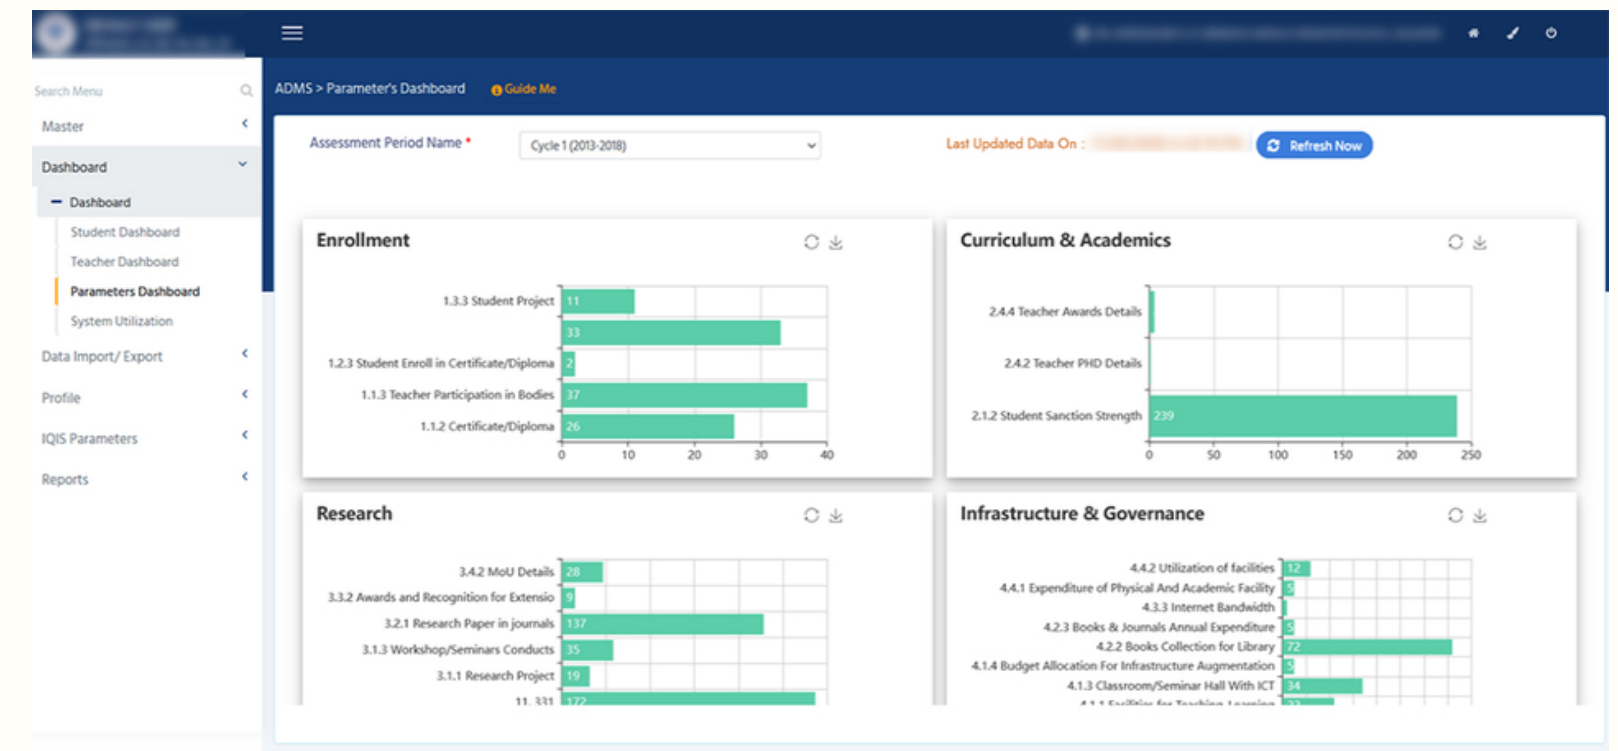 ADMS > Parameter's Dashboard
Guide Me
Search Menu
Master
Dashboard
Dashboard
Student Dashboard
Teacher Dashboard
Parameters Dashboard
System Utilization
Data Import/ Export
Profile
IQIS Parameters
Reports
Assessment Period Name *
Cycle 1 (2013-2018)
Last Updated Data On :
Refresh Now
Enrollment
1.3.3 Student Project 11
33
1.2.3 Student Enroll in Certificate/Diploma 2
1.1.3 Teacher Participation in Bodies 37
1.1.2 Certificate/Diploma 26
0 10 20 30 40
Curriculum & Academics
2.4.4 Teacher Awards Details
2.4.2 Teacher PHD Details
2.1.2 Student Sanction Strength 239
0 50 100 150 200 250
Research
3.4.2 MoU Details 28
3.3.2 Awards and Recognition for Extensio 9
3.2.1 Research Paper in journals 137
3.1.3 Workshop/Seminars Conducts 35
3.1.1 Research Project 19
11. 331 172
Infrastructure & Governance
4.4.2 Utilization of facilities 12
4.4.1 Expenditure of Physical And Academic Facility 5
4.3.3 Internet Bandwidth
4.2.3 Books & Journals Annual Expenditure 5
4.2.2 Books Collection for Library 72
4.1.4 Budget Allocation For Infrastructure Augmentation 5
4.1.3 Classroom/Seminar Hall With ICT 34
4.1.1 Facilities for Teaching-Learning